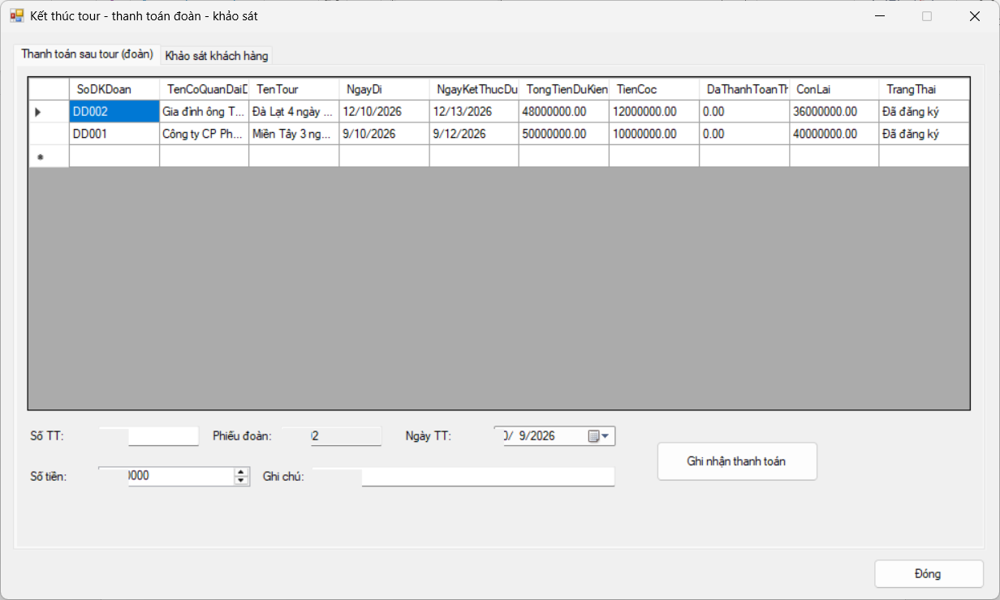 Kết thúc tour - thanh toán đoàn - khảo sát
Thanh toán sau tour (đoàn) Khảo sát khách hàng
SoDKDoan TenCoQuanDaiD TenTour NgayDi NgayKetThucDu TongTienDuKien TienCoc DaThanhToanTh ConLai TrangThai
DD002 Gia đình ông T... Đà Lạt 4 ngày ... 12/10/2026 12/13/2026 48000000.00 12000000.00 0.00 36000000.00 Đã đăng ký
DD001 Công ty CP Ph... Miền Tây 3 ng... 9/10/2026 9/12/2026 50000000.00 10000000.00 0.00 40000000.00 Đã đăng ký
Số TT: Phiếu đoàn: 2 Ngày TT: / 9/2026
Ghi nhận thanh toán
Số tiền: 000 Ghi chú:
Đóng